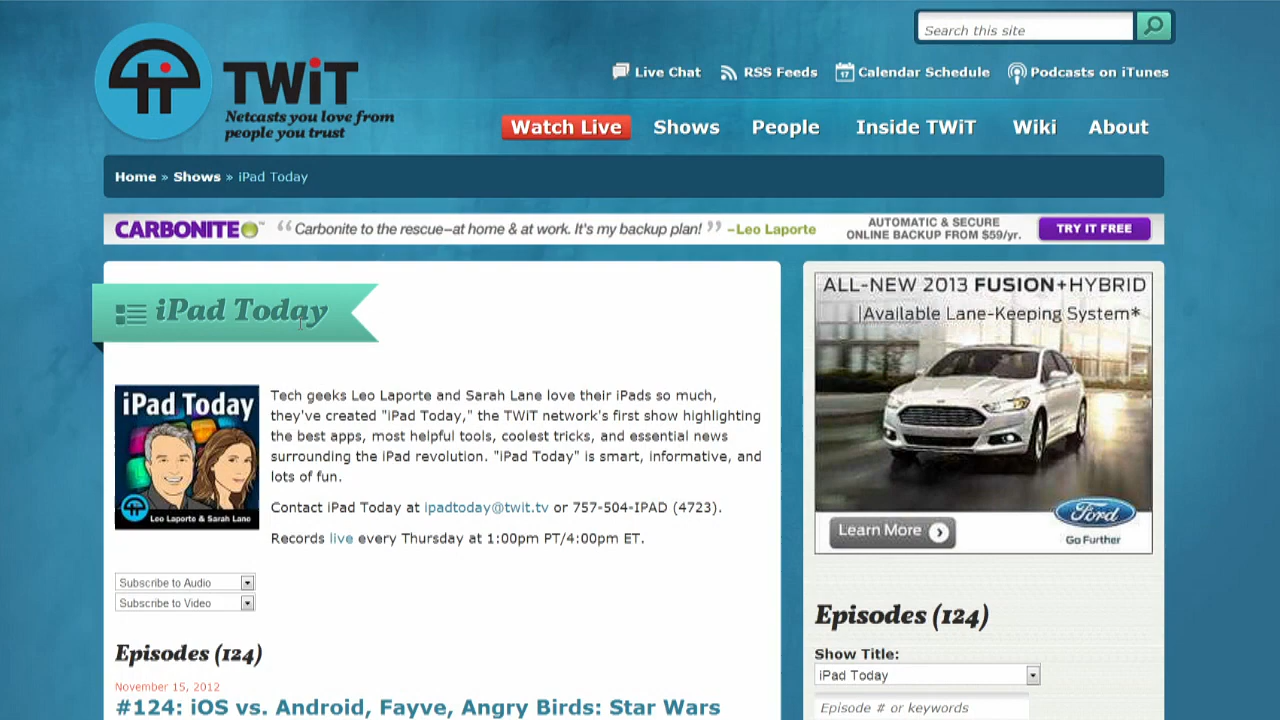 Search this site
Live Chat
RSS Feeds
17
Calendar Schedule
Podcasts on iTunes
TWiT
Netcasts you love from
people you trust
Watch Live
Shows
People
Inside TWiT
Wiki
About
Home » Shows » iPad Today
CARBONITE™
“Carbonite to the rescue–at home & at work. It's my backup plan!” –Leo Laporte
AUTOMATIC & SECURE
ONLINE BACKUP FROM $59/yr.
TRY IT FREE
iPad Today
iPad Today
Leo Laporte & Sarah Lane
Tech geeks Leo Laporte and Sarah Lane love their iPads so much,
they've created "iPad Today," the TWiT network's first show highlighting
the best apps, most helpful tools, coolest tricks, and essential news
surrounding the iPad revolution. "iPad Today" is smart, informative, and
lots of fun.
Contact iPad Today at ipadtoday@twit.tv or 757-504-IPAD (4723).
Records live every Thursday at 1:00pm PT/4:00pm ET.
Subscribe to Audio
Subscribe to Video
Episodes (124)
November 15, 2012
#124: iOS vs. Android, Fayve, Angry Birds: Star Wars
ALL-NEW 2013 FUSION+HYBRID
|Available Lane-Keeping System*
Learn More
Ford
Go Further
Episodes (124)
Show Title:
iPad Today
Episode # or keywords